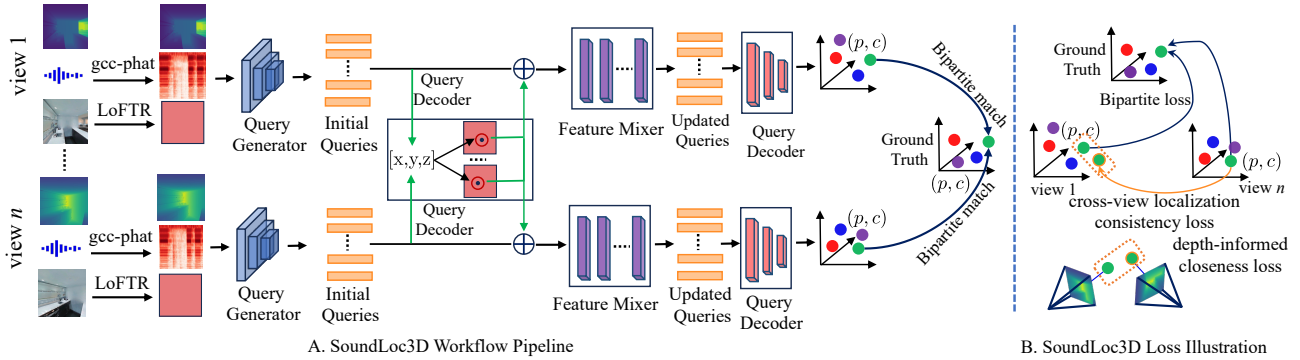 view 1
gcc-phat
LoFTR
Query
Generator
Initial
Queries
Query
Decoder
[x,y,z]
Feature Mixer
Updated
Queries
Query
Decoder
(p, c)
Bipartite match
Ground
Truth
(p, c)
view n
gcc-phat
LoFTR
Query
Generator
Initial
Queries
Decoder
Query
Feature Mixer
Updated
Queries
Query
Decoder
(p, c)
Bipartite match
A. SoundLoc3D Workflow Pipeline
Ground
Truth
Bipartite loss
(p, c)
view 1
(p, c)
view n
cross-view localization
consistency loss
depth-informed
closeness loss
B. SoundLoc3D Loss Illustration